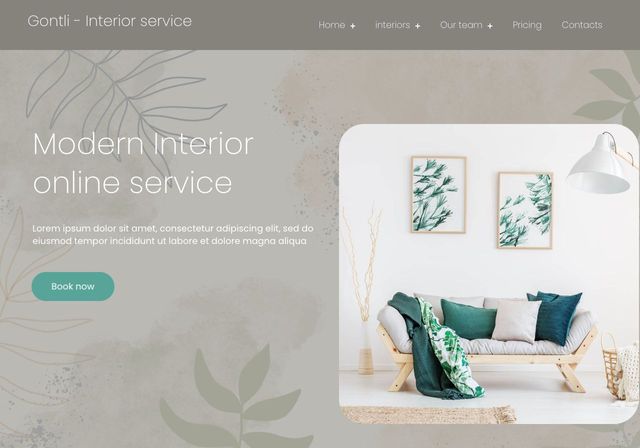 Gontli - Interior service
Home + interiors + Our team + Pricing Contacts
Modern Interior
online service
Lorem ipsum dolor sit amet, consectetur adipiscing elit, sed do
eiusmod tempor incididunt ut labore et dolore magna aliqua
Book now